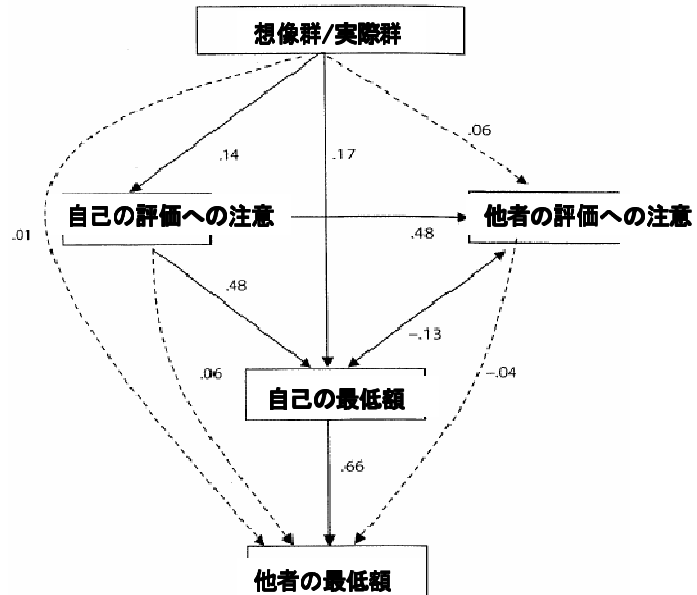 想像群/実際群
.06
.14
.17
自己の評価への注意
他者の評価への注意
.01
.48
.48
-.13
.06
-.04
自己の最低額
.66
他者の最低額